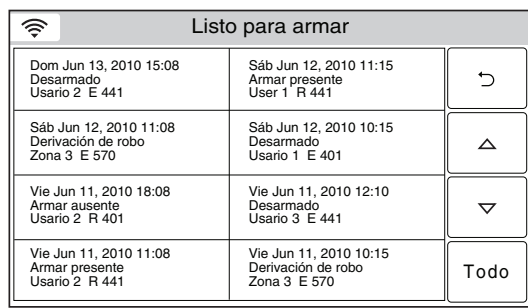 Listo para armar
Dom Jun 13, 2010 15:08
Desarmado
Usario 2 E 441
Sáb Jun 12, 2010 11:15
Armar presente
User 1 R 441
Sáb Jun 12, 2010 11:08
Derivación de robo
Zona 3 E 570
Sáb Jun 12, 2010 10:15
Desarmado
Usario 1 E 401
Vie Jun 11, 2010 18:08
Armar ausente
Usario 2 R 401
Vie Jun 11, 2010 12:10
Desarmado
Usario 3 E 441
Vie Jun 11, 2010 11:08
Armar presente
Usario 2 R 441
Vie Jun 11, 2010 10:15
Derivación de robo
Zona 3 E 570
Todo